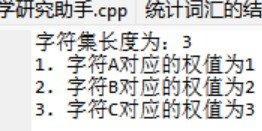 学研究助手.cpp 统计词汇的结
字符集长度为：3
1. 字符A对应的权值为1
2. 字符B对应的权值为2
3. 字符C对应的权值为3